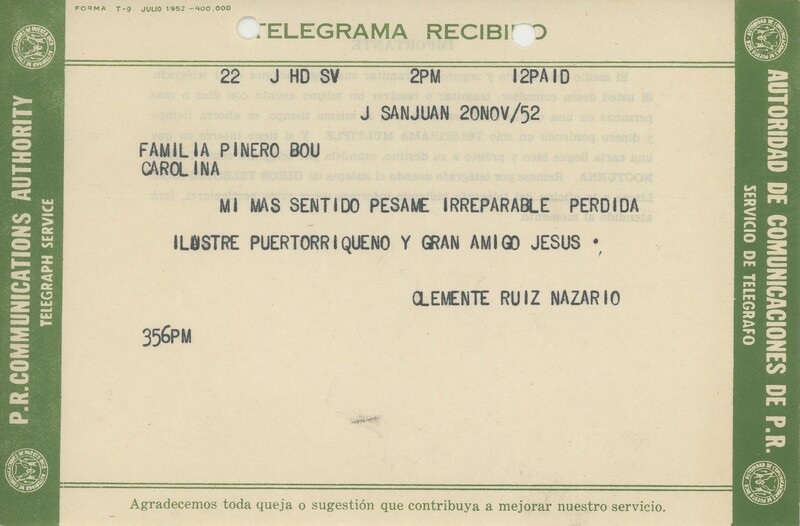 FORMA T-9 JULIO 1952 -400,000
TELEGRAMA RECIBIDO
22 J HD SV 2PM 12PAID
J SANJUAN 20NOV/52
FAMILIA PINERO BOU
CAROLINA
MI MAS SENTIDO PESAME IRREPARABLE PERDIDA
ILUSTRE PUERTORRIQUENO Y GRAN AMIGO JESUS .,
CLEMENTE RUIZ NAZARIO
356PM
Agradecemos toda queja o sugestión que contribuya a mejorar nuestro servicio.
P.R. COMMUNICATIONS AUTHORITY
TELEGRAPH SERVICE
AUTORIDAD DE COMUNICACIONES DE P.R.
SERVICIO DE TELEGRAFO